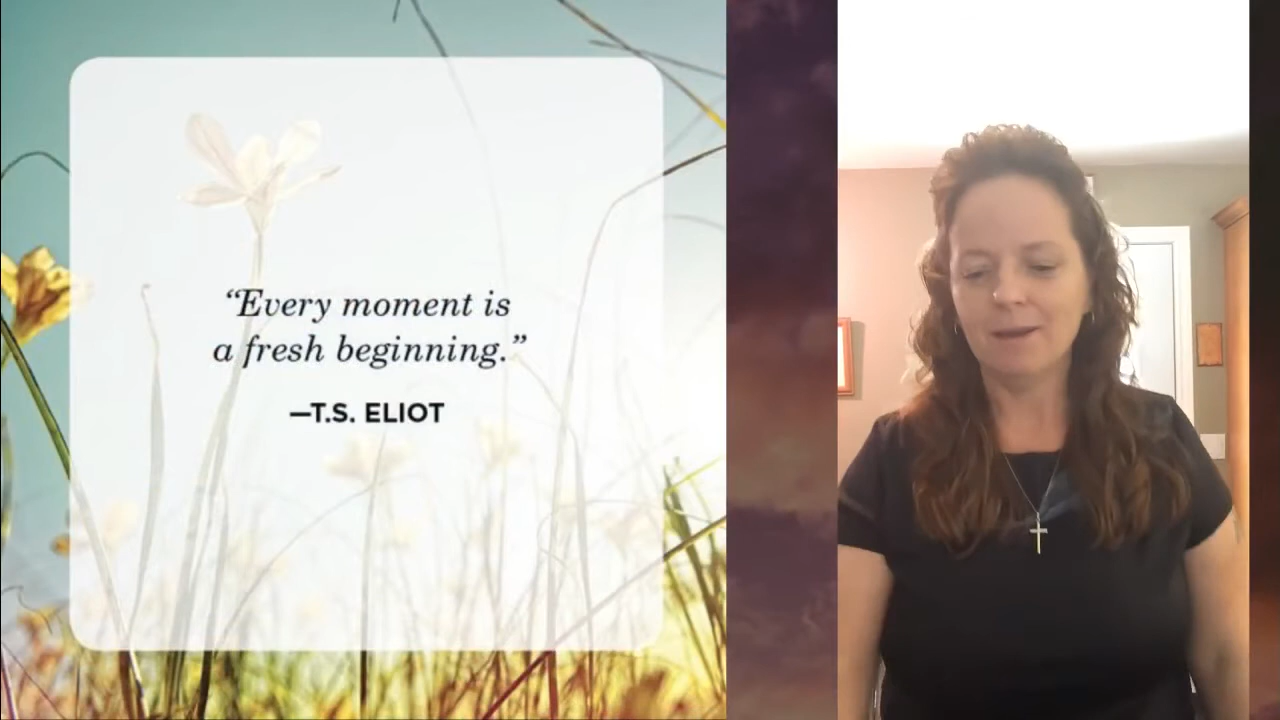 “Every moment is
a fresh beginning.”
—T.S. ELIOT